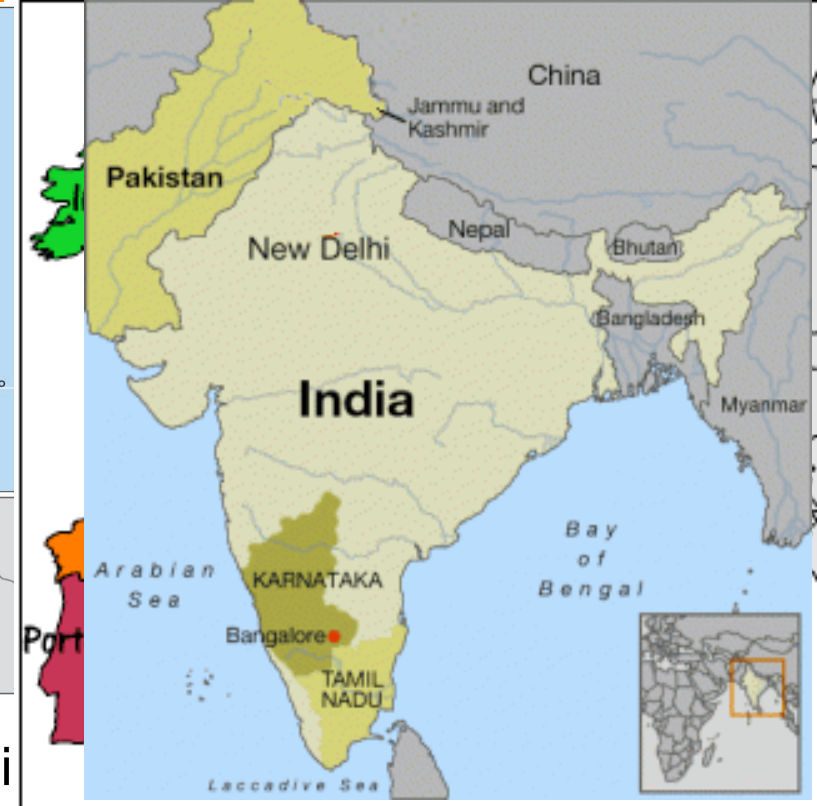 China
Jammu and
Kashmir
Pakistan
Nepal
New Delhi
Bhutan
Bangladesh
India
Myanmar
Bay
of
Bengal
Arabian
Sea
KARNATAKA
Bangalore
Port
TAMIL
NADU
Laccadive Sea
i